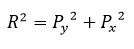 R² = P_y² + P_x²